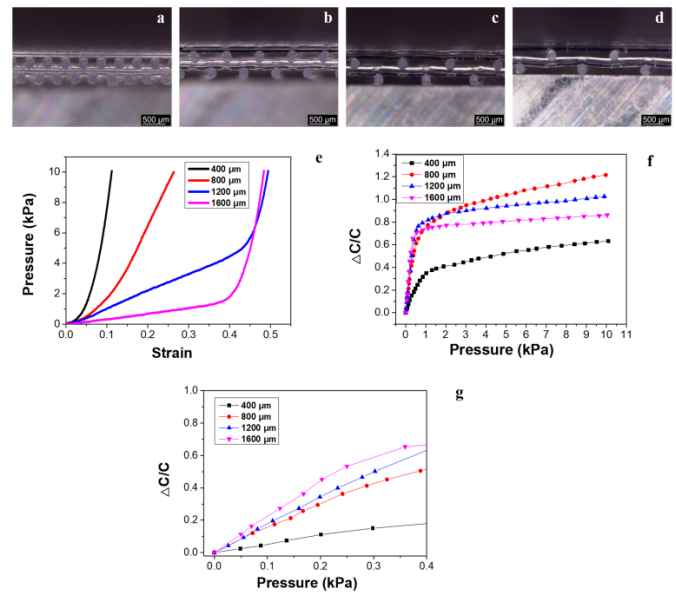 a
b
c
d
500 μm
500 μm
500 μm
500 μm
e
f
10
8
6
4
2
0
Pressure (kPa)
400 μm
800 μm
1200 μm
1600 μm
0.0 0.1 0.2 0.3 0.4 0.5
Strain
1.4
1.2
1.0
0.8
0.6
0.4
0.2
0.0
△C/C
400 μm
800 μm
1200 μm
1600 μm
0 1 2 3 4 5 6 7 8 9 10 11
Pressure (kPa)
g
1.0
0.8
0.6
0.4
0.2
0.0
△C/C
400 μm
800 μm
1200 μm
1600 μm
0.0 0.1 0.2 0.3 0.4
Pressure (kPa)